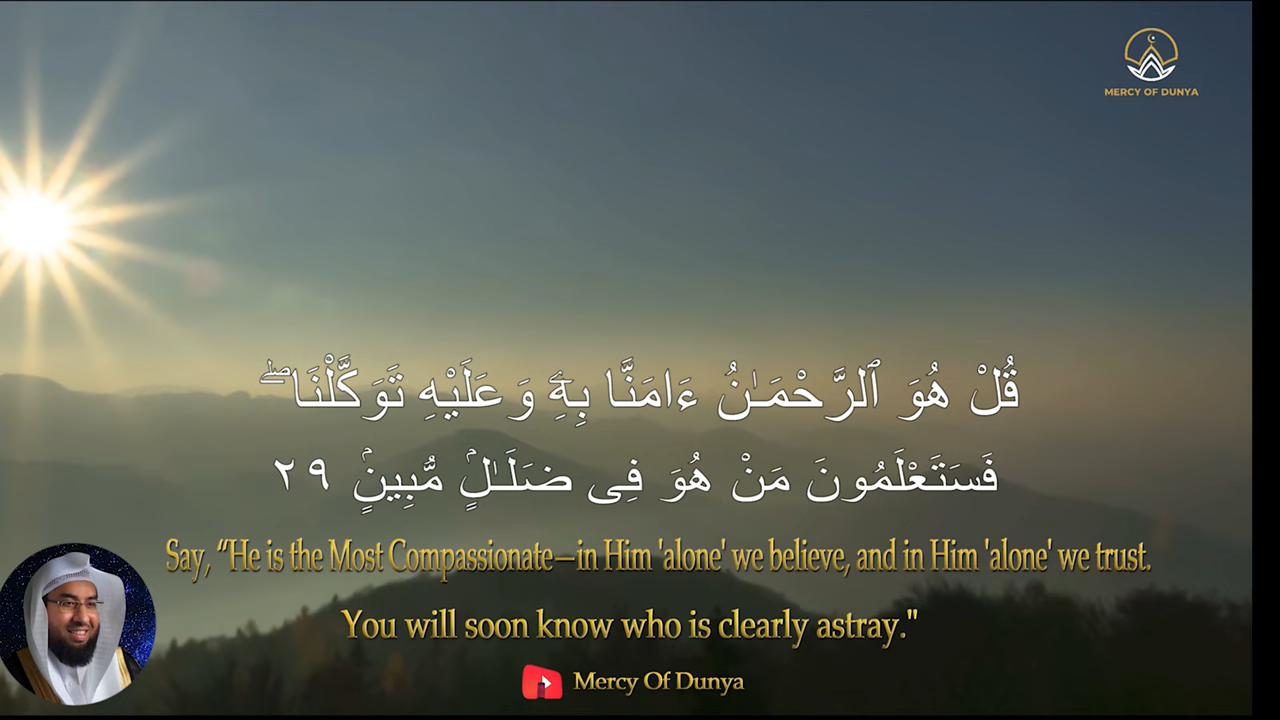 MERCY OF DUNYA
قُلْ هُوَ ٱلرَّحْمَـٰنُ ءَامَنَّا بِهِۦ وَعَلَيْهِ تَوَكَّلْنَا ۖ
فَسَتَعْلَمُونَ مَنْ هُوَ فِى ضَلَـٰلٍۢ مُّبِينٍۢ ٢٩
Say, “He is the Most Compassionate—in Him 'alone' we believe, and in Him 'alone' we trust.
You will soon know who is clearly astray."
Mercy Of Dunya